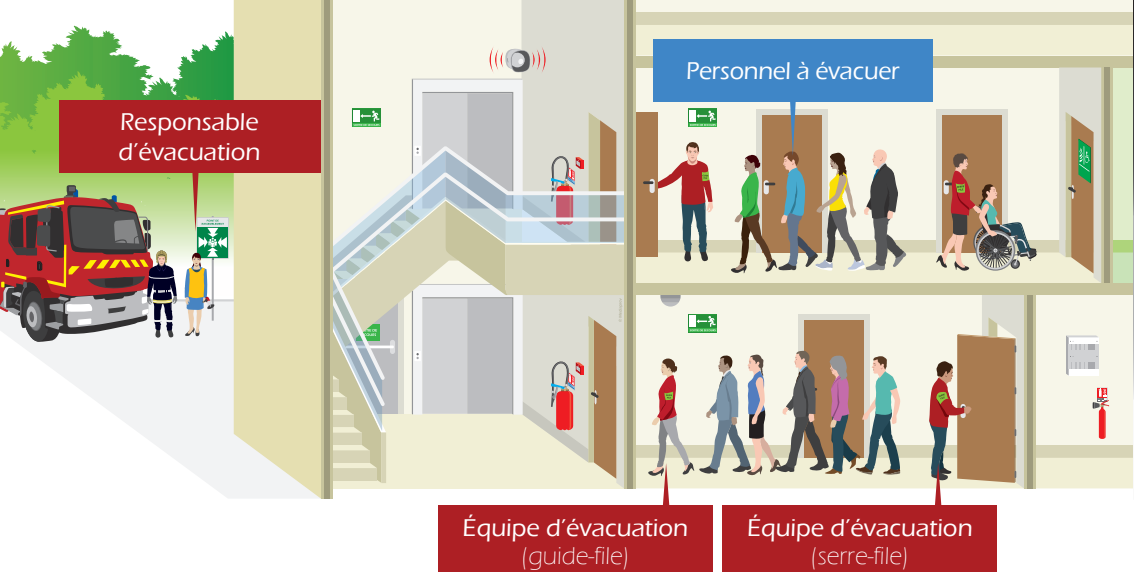 Personnel à évacuer
Responsable
d'évacuation
Équipe d'évacuation
(guide-file)
Équipe d'évacuation
(serre-file)